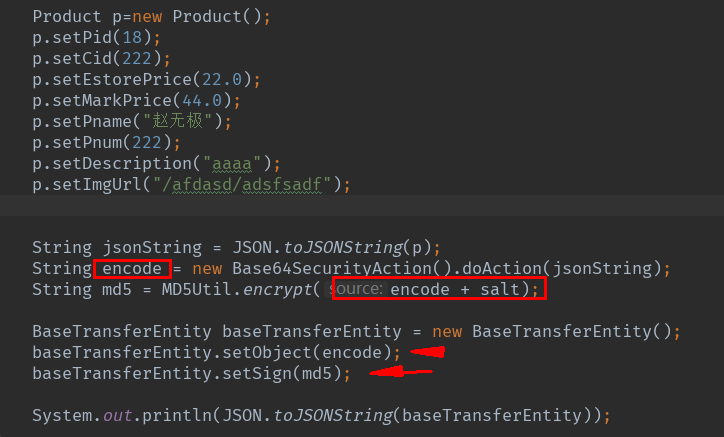 Product p=new Product();
p.setPid(18);
p.setCid(222);
p.setEstorePrice(22.0);
p.setMarkPrice(44.0);
p.setPname("赵无极");
p.setPnum(222);
p.setDescription("aaaa");
p.setImgUrl("/afdasd/adsfsadf");
String jsonString = JSON.toJSONString(p);
String encode = new Base64SecurityAction().doAction(jsonString);
String md5 = MD5Util.encrypt( source: encode + salt);
BaseTransferEntity baseTransferEntity = new BaseTransferEntity();
baseTransferEntity.setObject(encode);
baseTransferEntity.setSign(md5);
System.out.println(JSON.toJSONString(baseTransferEntity));